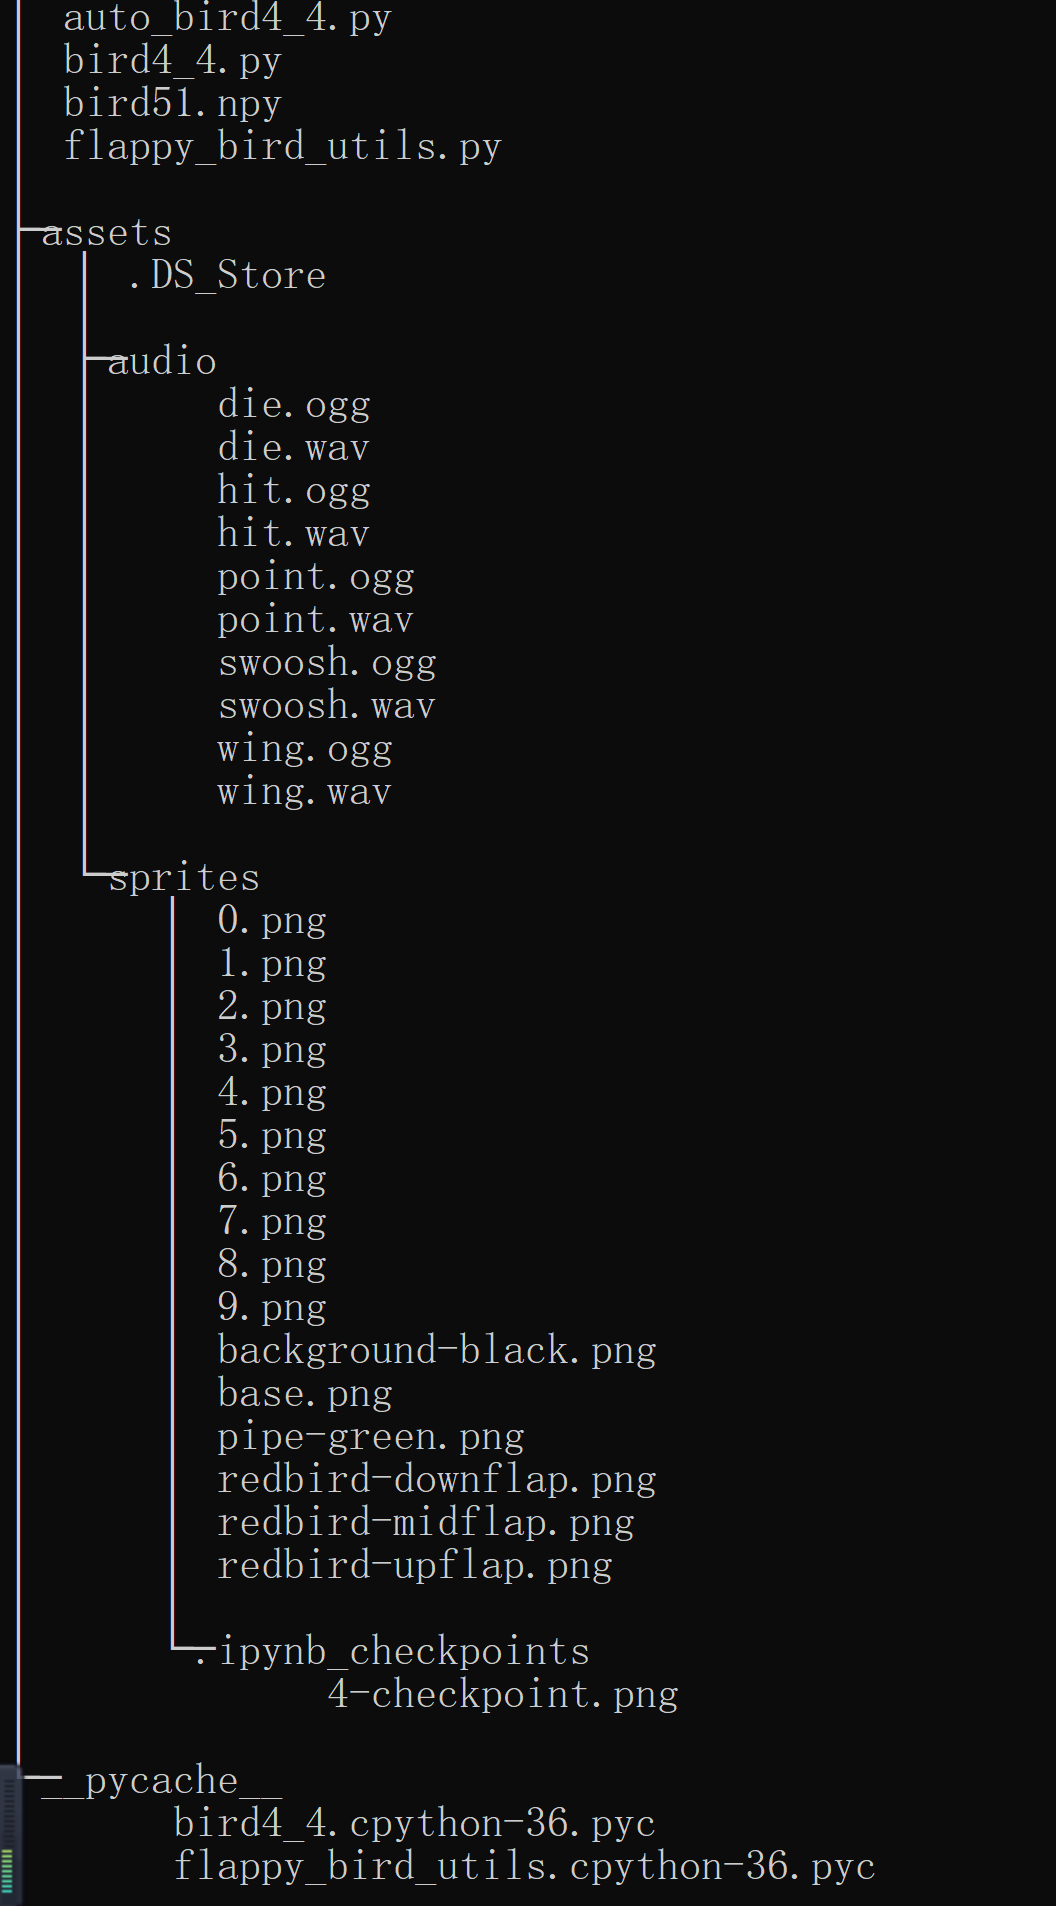 auto_bird4_4.py
bird4_4.py
bird51.npy
flappy_bird_utils.py
assets
.DS_Store
audio
die.ogg
die.wav
hit.ogg
hit.wav
point.ogg
point.wav
swoosh.ogg
swoosh.wav
wing.ogg
wing.wav
sprites
0.png
1.png
2.png
3.png
4.png
5.png
6.png
7.png
8.png
9.png
background-black.png
base.png
pipe-green.png
redbird-downflap.png
redbird-midflap.png
redbird-upflap.png
.ipynb_checkpoints
4-checkpoint.png
__pycache__
bird4_4.cpython-36.pyc
flappy_bird_utils.cpython-36.pyc